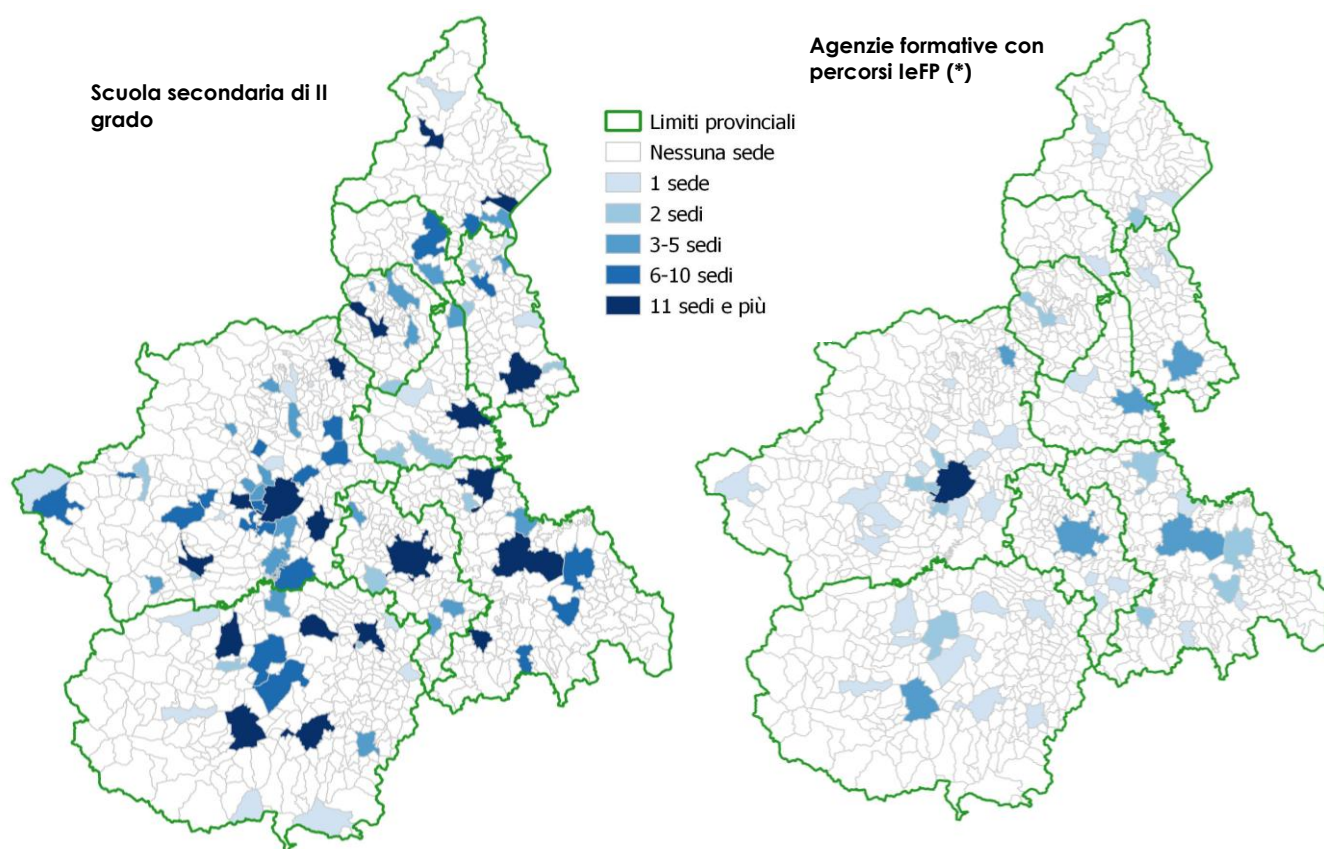 Scuola secondaria di II
grado
Agenzie formative con
percorsi IeFP (*)
Limiti provinciali
Nessuna sede
1 sede
2 sedi
3-5 sedi
6-10 sedi
11 sedi e più